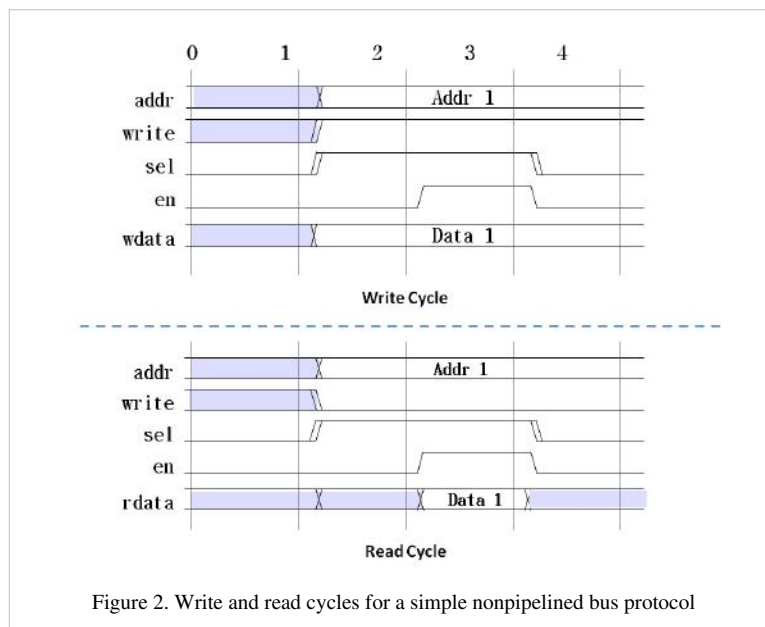 0 1 2 3 4
addr Addr 1
write
sel
en
wdata Data 1
Write Cycle
addr Addr 1
write
sel
en
rdata Data 1
Read Cycle
Figure 2. Write and read cycles for a simple nonpipelined bus protocol